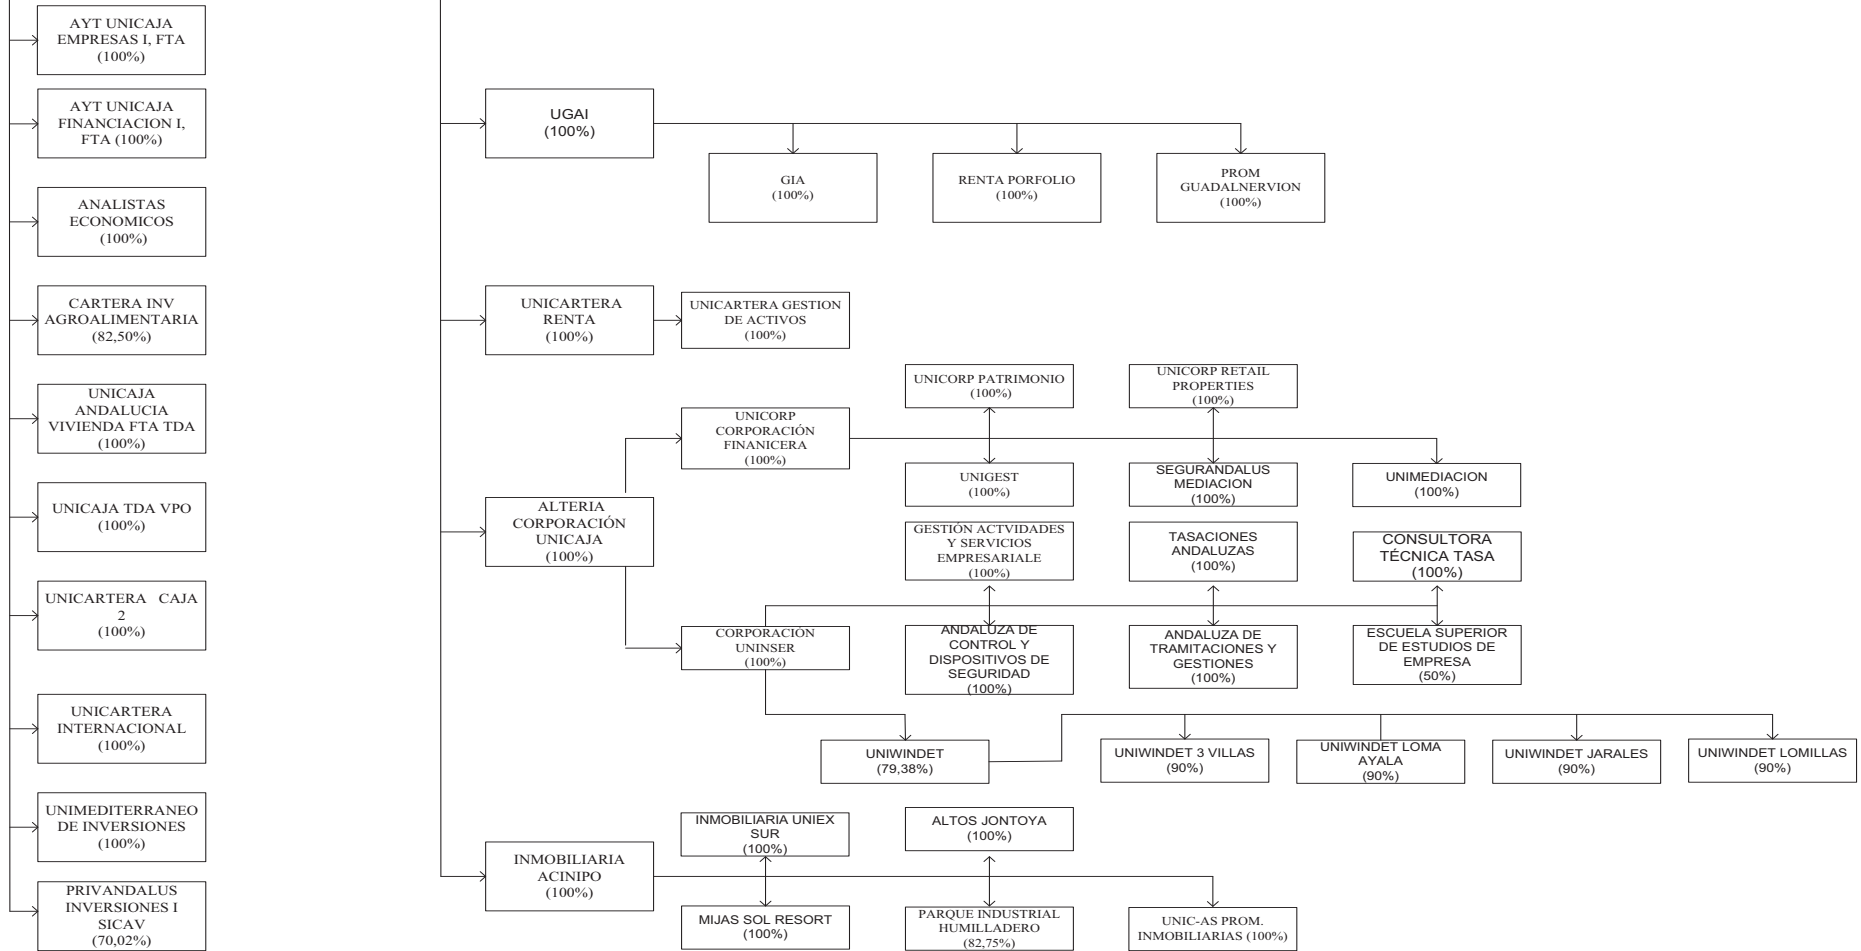 AYT UNICAJA
EMPRESAS I, FTA
(100%)
AYT UNICAJA
FINANCIACION I,
FTA (100%)
ANALISTAS
ECONOMICOS
(100%)
CARTERA INV
AGROALIMENTARIA
(82,50%)
UNICAJA
ANDALUCIA
VIVIENDA FTA TDA
(100%)
UNICAJA TDA VPO
(100%)
UNICARTERA CAJA
2
(100%)
UNICARTERA
INTERNACIONAL
(100%)
UNIMEDITERRANEO
DE INVERSIONES
(100%)
PRIVANDALUS
INVERSIONES I
SICAV
(70,02%)
UGAI
(100%)
GIA
(100%)
RENTA PORFOLIO
(100%)
PROM
GUADALNERVION
(100%)
UNICARTERA
RENTA
(100%)
UNICARTERA GESTION
DE ACTIVOS
(100%)
ALTERIA
CORPORACIÓN
UNICAJA
(100%)
UNICORP
CORPORACIÓN
FINANICERA
(100%)
UNICORP PATRIMONIO
(100%)
UNICORP RETAIL
PROPERTIES
(100%)
UNIGEST
(100%)
SEGURANDALUS
MEDIACION
(100%)
UNIMEDIACION
(100%)
GESTIÓN ACTVIDADES
Y SERVICIOS
EMPRESARIALE
(100%)
TASACIONES
ANDALUZAS
(100%)
CONSULTORA
TÉCNICA TASA
(100%)
CORPORACIÓN
UNINSER
(100%)
ANDALUZA DE
CONTROL Y
DISPOSITIVOS DE
SEGURIDAD
(100%)
ANDALUZA DE
TRAMITACIONES Y
GESTIONES
(100%)
ESCUELA SUPERIOR
DE ESTUDIOS DE
EMPRESA
(50%)
UNIWINDET
(79,38%)
UNIWINDET 3 VILLAS
(90%)
UNIWINDET LOMA
AYALA
(90%)
UNIWINDET JARALES
(90%)
UNIWINDET LOMILLAS
(90%)
INMOBILIARIA
ACINIPO
(100%)
INMOBILIARIA UNIEX
SUR
(100%)
ALTOS JONTOYA
(100%)
MIJAS SOL RESORT
(100%)
PARQUE INDUSTRIAL
HUMILLADERO
(82,75%)
UNIC-AS PROM.
INMOBILIARIAS (100%)